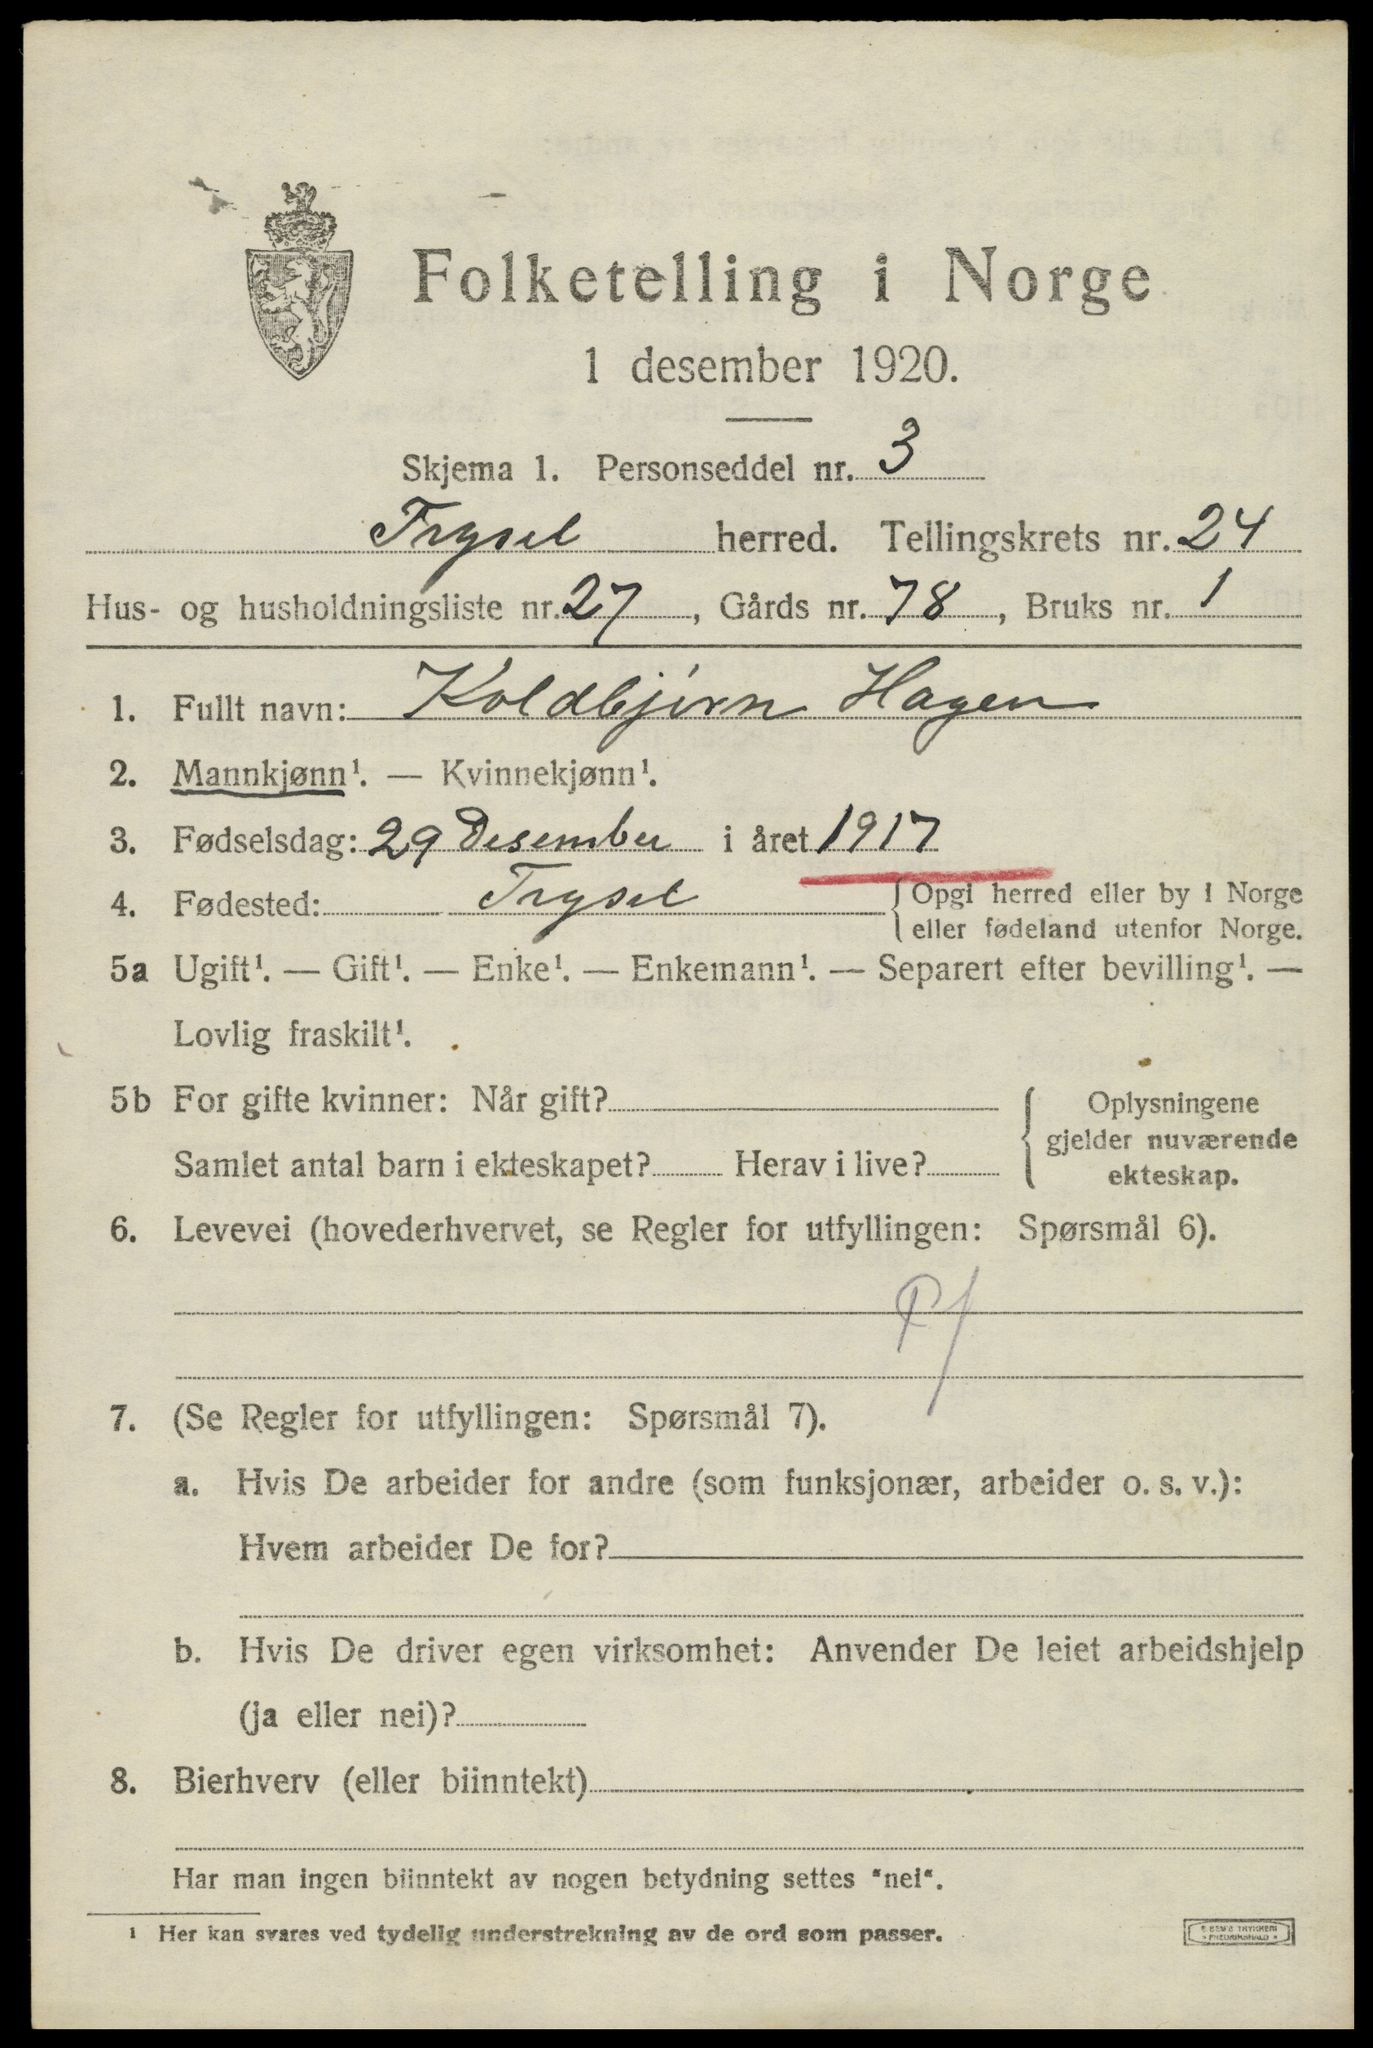 Folketelling i Norge
1 desember 1920.
Skjema 1. Personseddel nr. 3
Trysil herred. Tellingskrets nr. 24
Hus- og husholdningsliste nr. 27, Gårds nr. 78, Bruks nr. 1
1. Fullt navn: Koldbjørn Hagen
2. Mannkjønn¹. — Kvinnekjønn¹.
3. Fødselsdag: 29 Desember i året 1917
4. Fødested: Trysil { Opgi herred eller by i Norge
eller fødeland utenfor Norge.
5a Ugift¹. — Gift¹. — Enke¹. — Enkemann¹. — Separert efter bevilling¹. —
Lovlig fraskilt¹.
5b For gifte kvinner: Når gift?
Samlet antal barn i ekteskapet? Herav i live?
{ Oplysningene
gjelder nuværende
ekteskap.
6. Levevei (hovederhvervet, se Regler for utfyllingen: Spørsmål 6).
7. (Se Regler for utfyllingen: Spørsmål 7).
a. Hvis De arbeider for andre (som funksjonær, arbeider o. s. v.):
Hvem arbeider De for?
b. Hvis De driver egen virksomhet: Anvender De leiet arbeidshjelp
(ja eller nei)?
8. Bierhverv (eller biinntekt)
Har man ingen biinntekt av nogen betydning settes "nei".
¹ Her kan svares ved tydelig understrekning av de ord som passer.